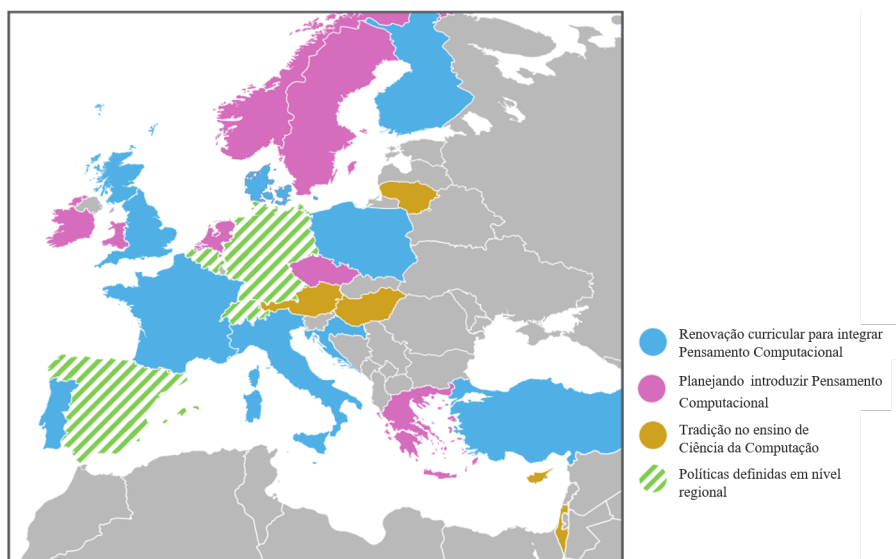 Renovação curricular para integrar
Pensamento Computacional
Planejando introduzir Pensamento
Computacional
Tradição no ensino de
Ciência da Computação
Políticas definidas em nível
regional